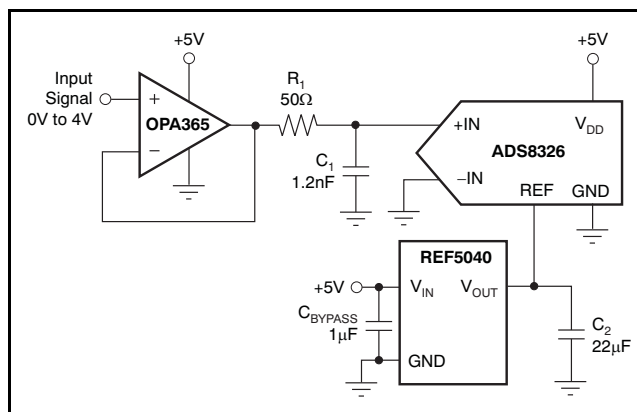 +5V
+5V
Input
Signal
0V to 4V
+
OPA365
−
R1
50Ω
C1
1.2nF
+IN
−IN
VDD
ADS8326
REF
GND
REF5040
+5V
VIN
VOUT
CBYPASS
1μF
GND
C2
22μF